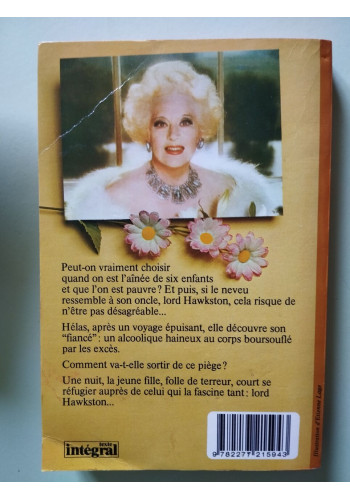 Peut-on vraiment choisir
quand on est l'aînée de six enfants
et que l'on est pauvre? Et puis, si le neveu
ressemble à son oncle, lord Hawkston, cela risque de
n'être pas désagréable...
Hélas, après un voyage épuisant, elle découvre son
"fiancé" : un alcoolique haineux au corps boursouflé
par les excès.
Comment va-t-elle sortir de ce piège?
Une nuit, la jeune fille, folle de terreur, court se
réfugier auprès de celui qui la fascine tant : lord
Hawkston...
texte
intégral
9 782277 215943